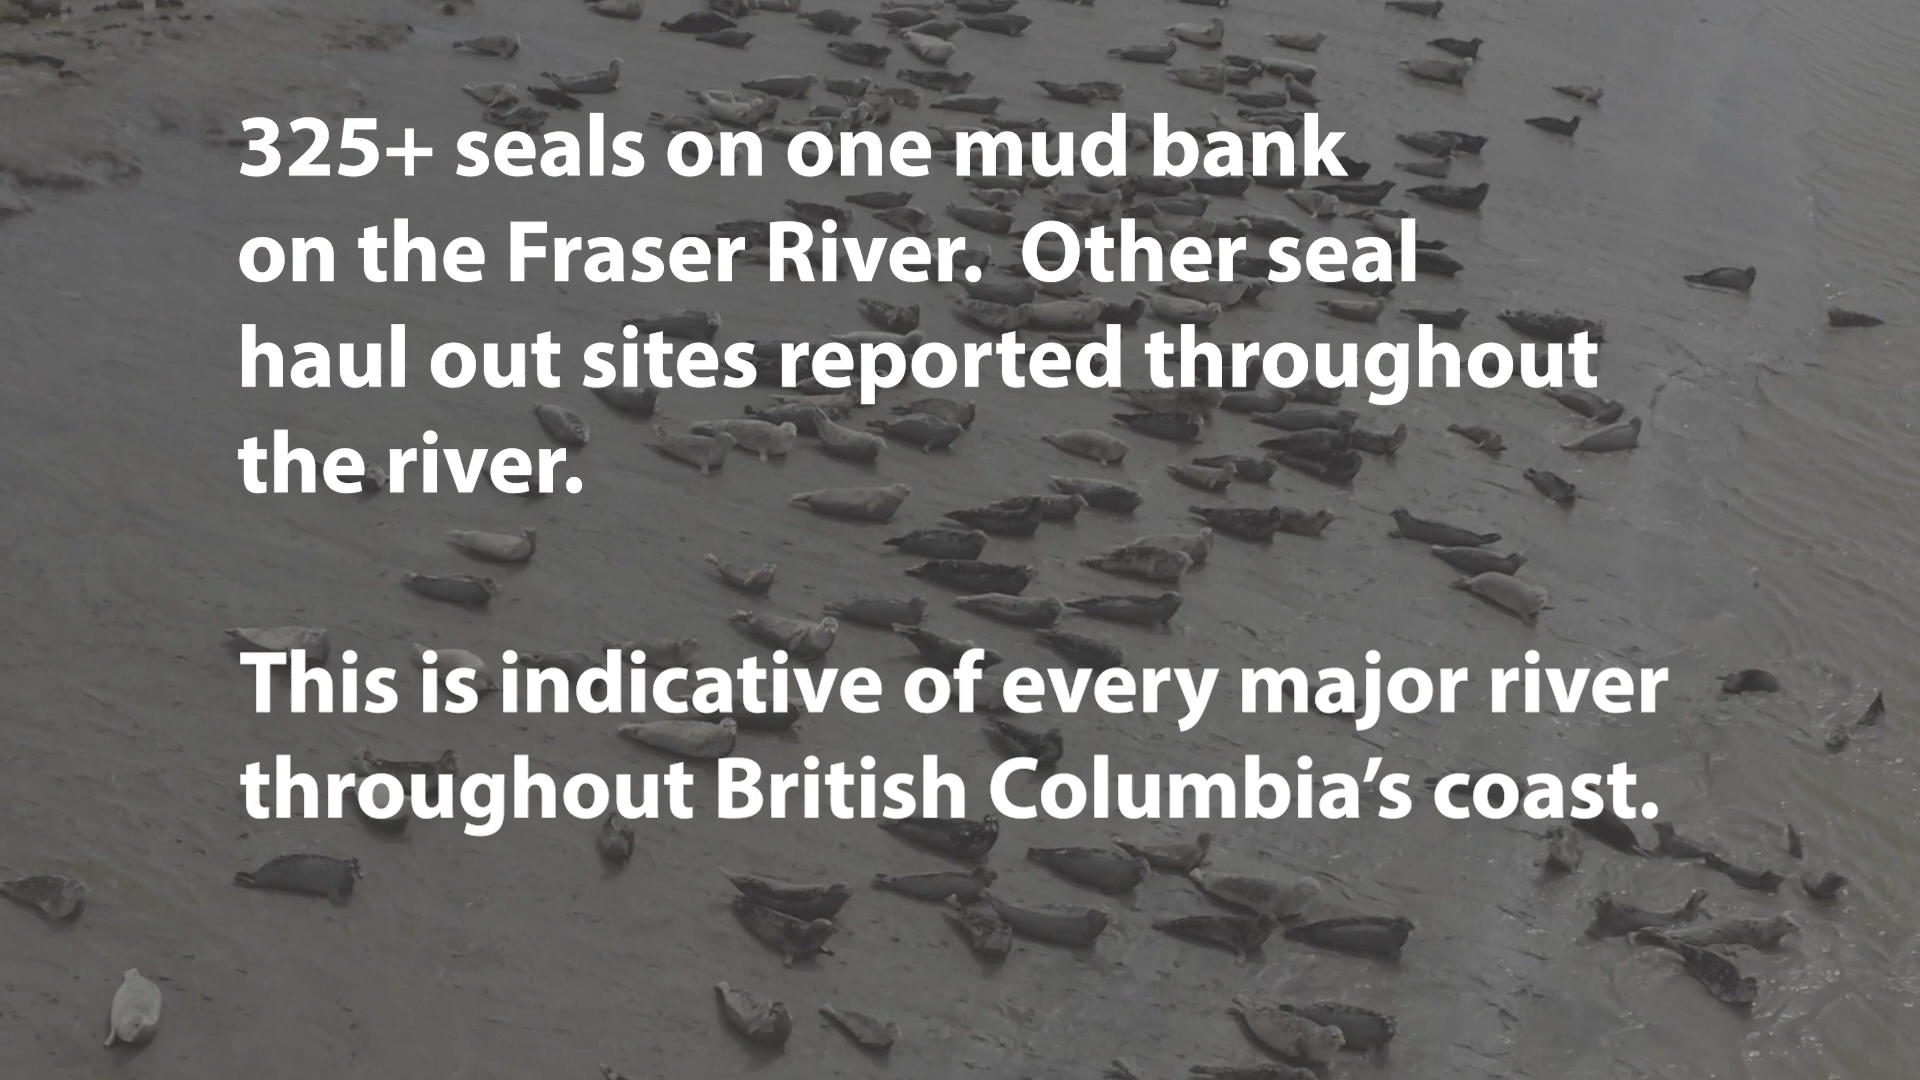 325+ seals on one mud bank
on the Fraser River.  Other seal
haul out sites reported throughout
the river.
This is indicative of every major river
throughout British Columbia’s coast.